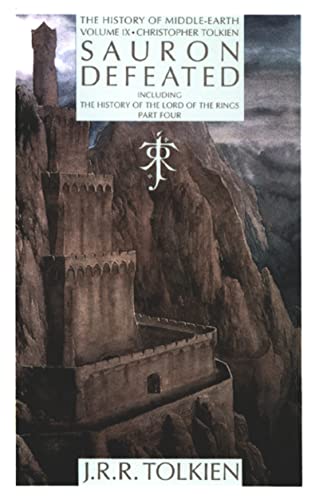 THE HISTORY OF MIDDLE-EARTH
VOLUME IX • CHRISTOPHER TOLKIEN
SAURON
DEFEATED
INCLUDING
THE HISTORY OF THE LORD OF THE RINGS
PART FOUR
J.R.R. TOLKIEN